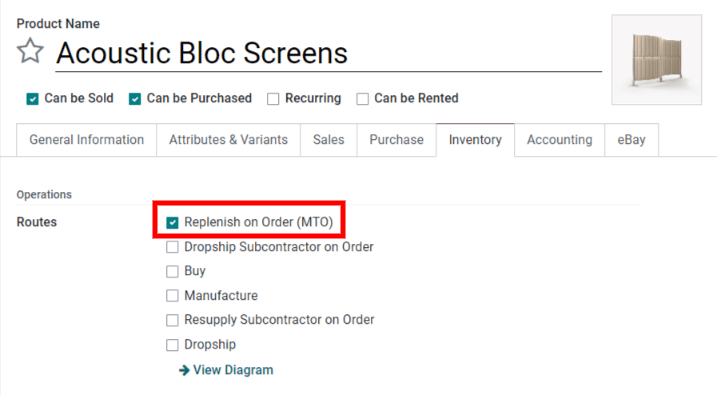 Product Name
Acoustic Bloc Screens
Can be Sold Can be Purchased Recurring Can be Rented
General Information Attributes & Variants Sales Purchase Inventory Accounting eBay
Operations
Routes Replenish on Order (MTO)
Dropship Subcontractor on Order
Buy
Manufacture
Resupply Subcontractor on Order
Dropship
View Diagram